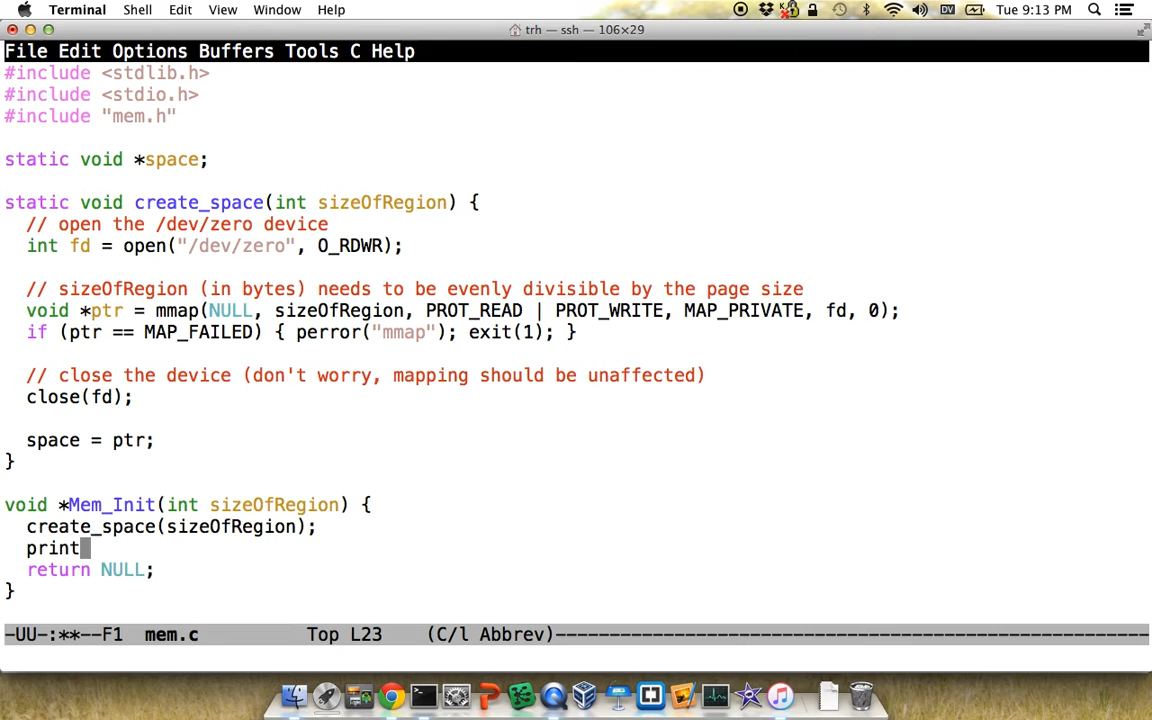 Terminal Shell Edit View Window Help DV Tue 9:13 PM
trh — ssh — 106×29
File Edit Options Buffers Tools C Help
#include <stdlib.h>
#include <stdio.h>
#include "mem.h"
static void *space;
static void create_space(int sizeOfRegion) {
  // open the /dev/zero device
  int fd = open("/dev/zero", O_RDWR);
  // sizeOfRegion (in bytes) needs to be evenly divisible by the page size
  void *ptr = mmap(NULL, sizeOfRegion, PROT_READ | PROT_WRITE, MAP_PRIVATE, fd, 0);
  if (ptr == MAP_FAILED) { perror("mmap"); exit(1); }
  // close the device (don't worry, mapping should be unaffected)
  close(fd);
  space = ptr;
}
void *Mem_Init(int sizeOfRegion) {
  create_space(sizeOfRegion);
  print
  return NULL;
}
-UU-:**--F1  mem.c          Top L23    (C/l Abbrev)-------------------------------------------------------